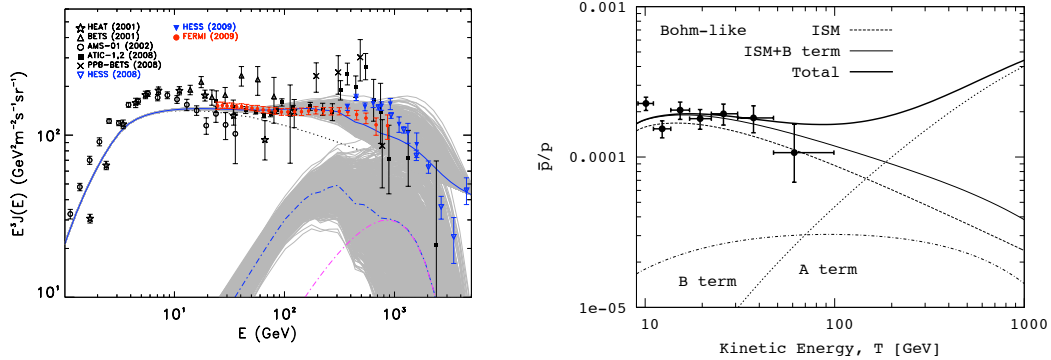 HEAT (2001)
BETS (2001)
AMS-01 (2002)
ATIC-1,2 (2008)
PPB-BETS (2008)
HESS (2008)
HESS (2009)
FERMI (2009)
E³J(E) (GeV²m⁻²s⁻¹sr⁻¹)
10²
10
1
10¹
10²
10³
E (GeV)
0.001
0.0001
1e-05
p̄/p
Bohm-like
ISM
ISM+B term
Total
B term
A term
10
100
1000
Kinetic Energy, T [GeV]